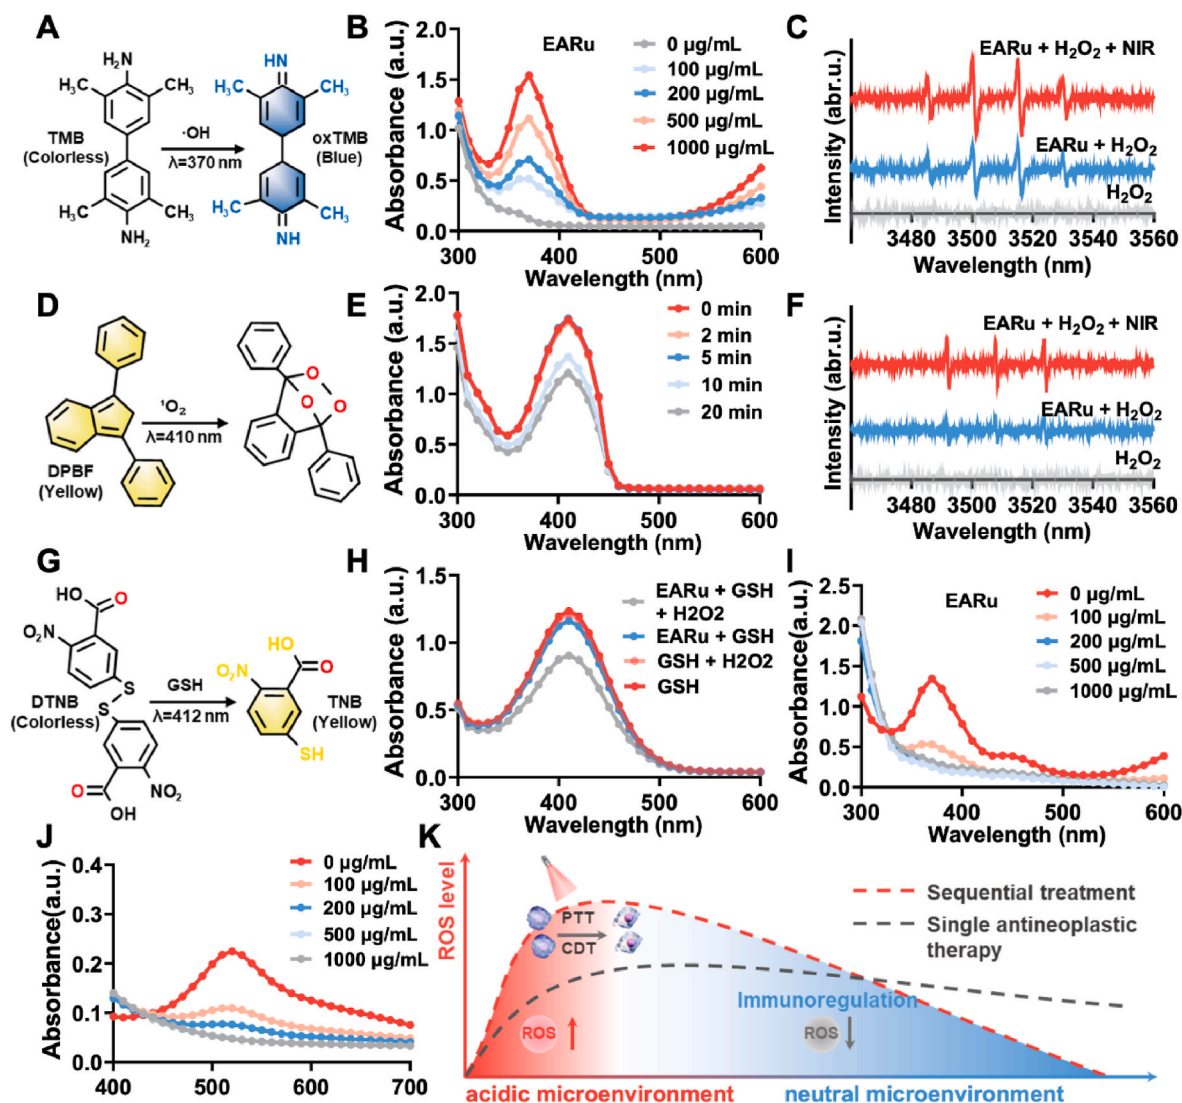 A
H₂N
H₃C
CH₃
TMB
(Colorless)
H₃C
CH₃
NH₂
·OH
λ=370 nm
HN
H₃C
CH₃
oxTMB
(Blue)
H₃C
CH₃
NH
B
EARu
0 µg/mL
100 µg/mL
200 µg/mL
500 µg/mL
1000 µg/mL
Absorbance (a.u.)
2.0
1.5
1.0
0.5
0.0
300 400 500 600
Wavelength (nm)
C
EARu + H₂O₂ + NIR
EARu + H₂O₂
H₂O₂
Intensity (abr.u.)
3480 3500 3520 3540 3560
Wavelength (nm)
D
DPBF
(Yellow)
¹O₂
λ=410 nm
O
O
O
E
0 min
2 min
5 min
10 min
20 min
Absorbance (a.u.)
2.0
1.5
1.0
0.5
0.0
300 400 500 600
Wavelength (nm)
F
EARu + H₂O₂ + NIR
EARu + H₂O₂
H₂O₂
Intensity (abr.u.)
3480 3500 3520 3540 3560
Wavelength (nm)
G
HO
O
O₂N
DTNB
(Colorless)
S
S
O
OH
NO₂
GSH
λ=412 nm
HO
O
O₂N
TNB
(Yellow)
SH
H
EARu + GSH
+ H2O2
EARu + GSH
GSH + H2O2
GSH
Absorbance (a.u.)
1.5
1.0
0.5
0.0
300 400 500 600
Wavelength (nm)
I
EARu
0 µg/mL
100 µg/mL
200 µg/mL
500 µg/mL
1000 µg/mL
Absorbance(a.u.)
2.5
2.0
1.5
1.0
0.5
0.0
300 400 500 600
Wavelength (nm)
J
0 µg/mL
100 µg/mL
200 µg/mL
500 µg/mL
1000 µg/mL
Absorbance(a.u.)
0.4
0.3
0.2
0.1
0.0
400 500 600 700
K
ROS level
PTT
CDT
Sequential treatment
Single antineoplastic
therapy
Immunoregulation
ROS
ROS
acidic microenvironment
neutral microenvironment